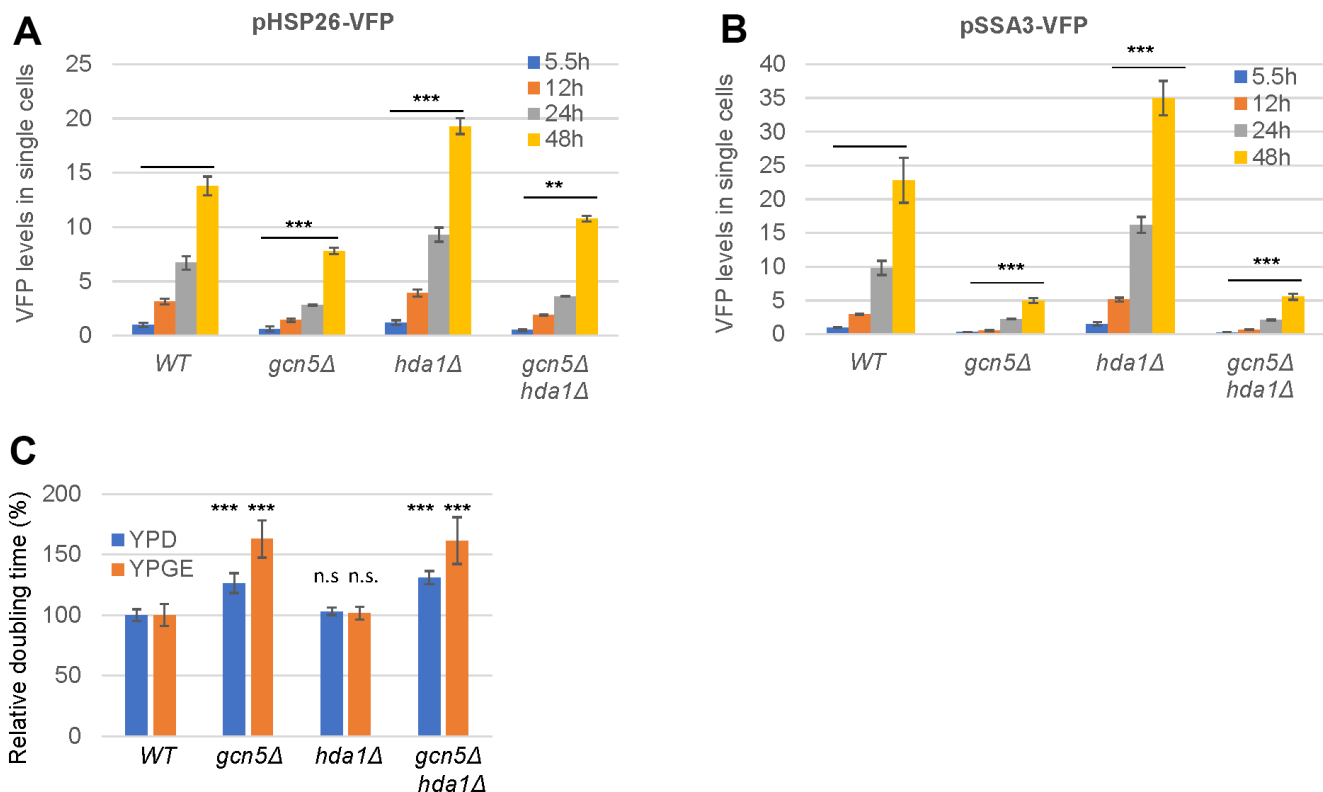 A
pHSP26-VFP
VFP levels in single cells
25
20
15
10
5
0
5.5h
12h
24h
48h
***
***
**
WT
gcn5Δ
hda1Δ
gcn5Δ
hda1Δ
B
pSSA3-VFP
VFP levels in single cells
40
35
30
25
20
15
10
5
0
5.5h
12h
24h
48h
***
***
***
WT
gcn5Δ
hda1Δ
gcn5Δ
hda1Δ
C
Relative doubling time (%)
200
150
100
50
0
YPD
YPGE
*** ***
n.s n.s.
*** ***
WT
gcn5Δ
hda1Δ
gcn5Δ
hda1Δ